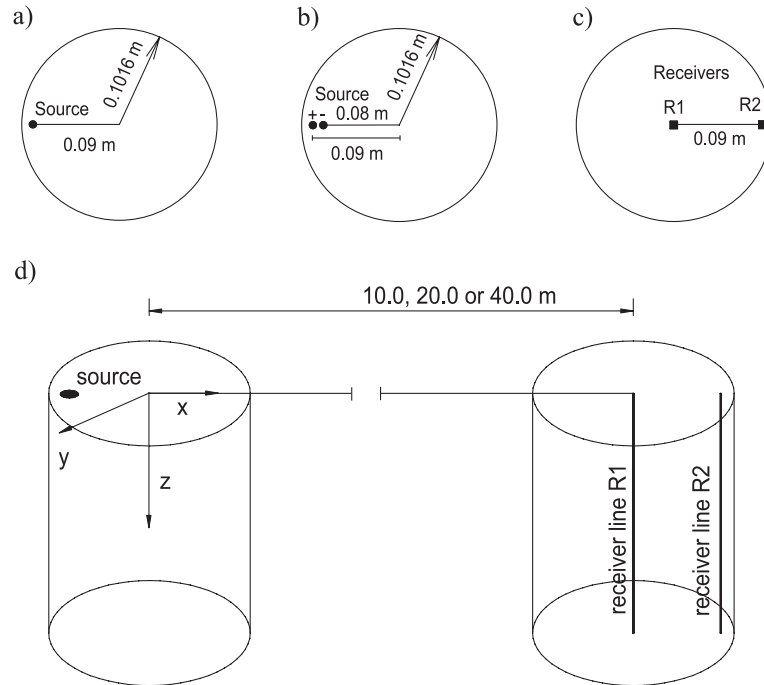 a)
0.1016 m
Source
0.09 m
b)
0.1016 m
Source
+-
0.08 m
0.09 m
c)
Receivers
R1
R2
0.09 m
d)
10.0, 20.0 or 40.0 m
source
x
y
z
receiver line R1
receiver line R2